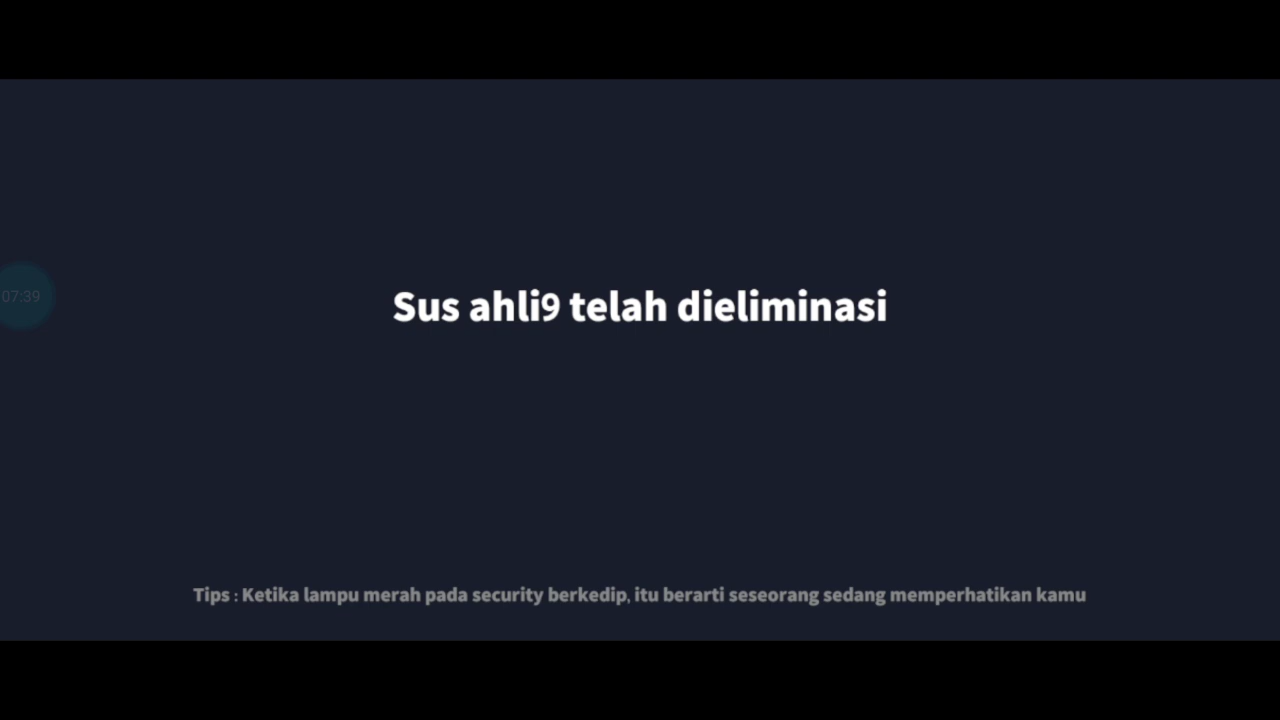 Sus ahli9 telah dieliminasi
07:39
Tips : Ketika lampu merah pada security berkedip, itu berarti seseorang sedang memperhatikan kamu